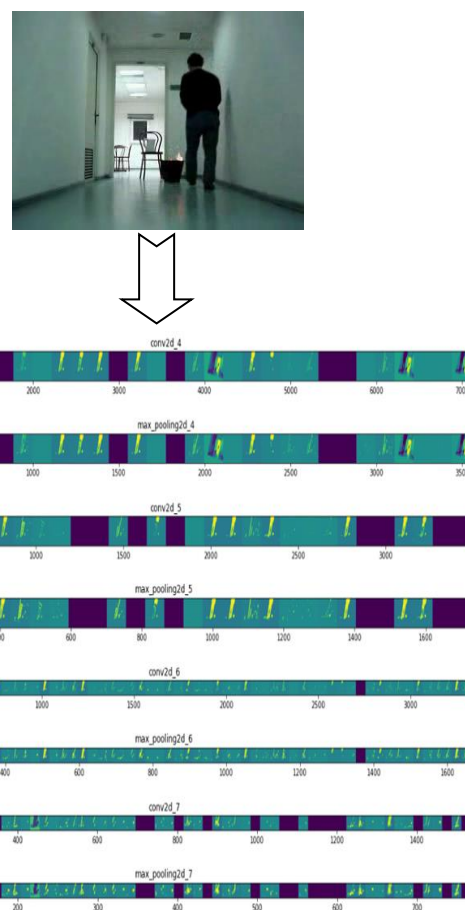 conv2d_4
2000 3000 4000 5000 6000 700
max_pooling2d_4
1000 1500 2000 2500 3000 350
conv2d_5
1000 1500 2000 2500 3000
max_pooling2d_5
600 800 1000 1200 1400 1600
conv2d_6
1000 1500 2000 2500 3000
max_pooling2d_6
400 600 800 1000 1200 1400 1600
conv2d_7
400 600 800 1000 1200 1400
max_pooling2d_7
200 300 400 500 600 700